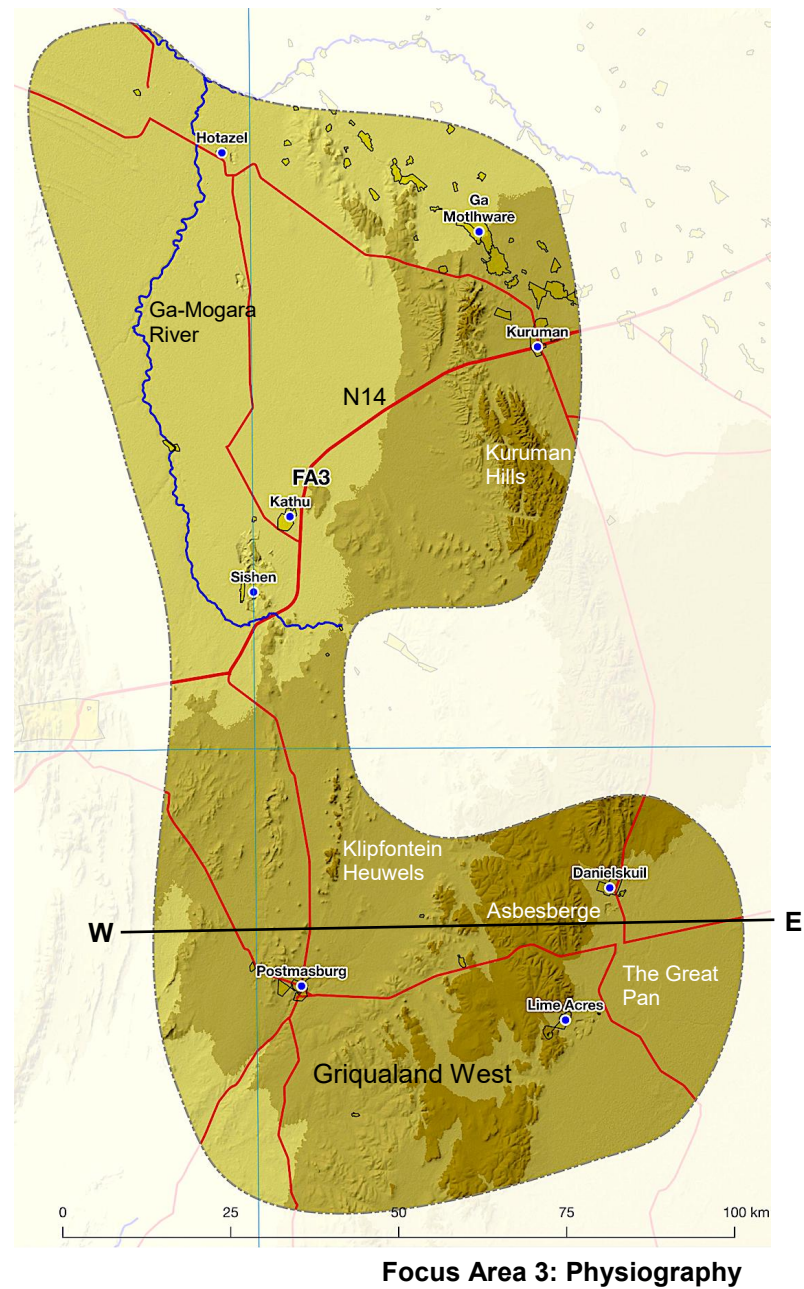 Hotazel
Ga
Motlhware
Ga-Mogara
River
Kuruman
N14
Kuruman
Hills
FA3
Kathu
Sishen
Klipfontein
Heuwels
Danielskuil
Asbesberge
W
E
Postmasburg
The Great
Pan
Lime Acres
Griqualand West
0 25 50 75 100 km
Focus Area 3: Physiography